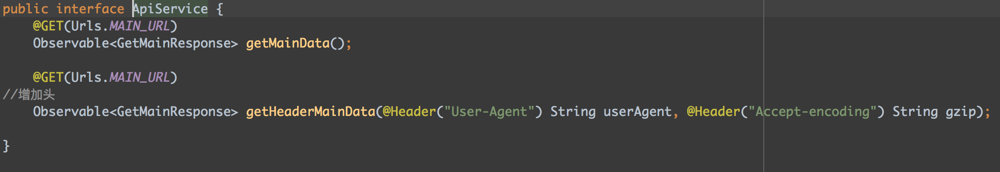 public interface ApiService {
@GET(Urls.MAIN_URL)
Observable<GetMainResponse> getMainData();
@GET(Urls.MAIN_URL)
//增加头
Observable<GetMainResponse> getHeaderMainData(@Header("User-Agent") String userAgent, @Header("Accept-encoding") String gzip);
}